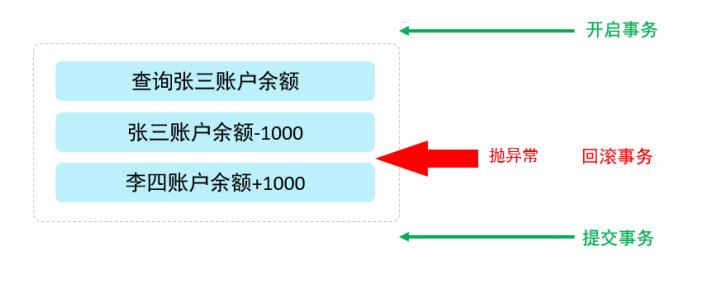 开启事务
查询张三账户余额
张三账户余额-1000
抛异常 回滚事务
李四账户余额+1000
提交事务